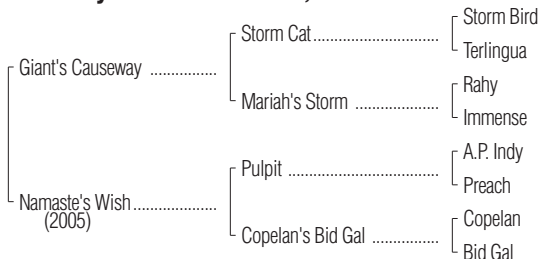 Storm Bird
Storm Cat
Terlingua
Giant's Causeway
Rahy
Mariah's Storm
Immense
A.P. Indy
Pulpit
Preach
Namaste's Wish
(2005)
Copelan
Copelan's Bid Gal
Bid Gal